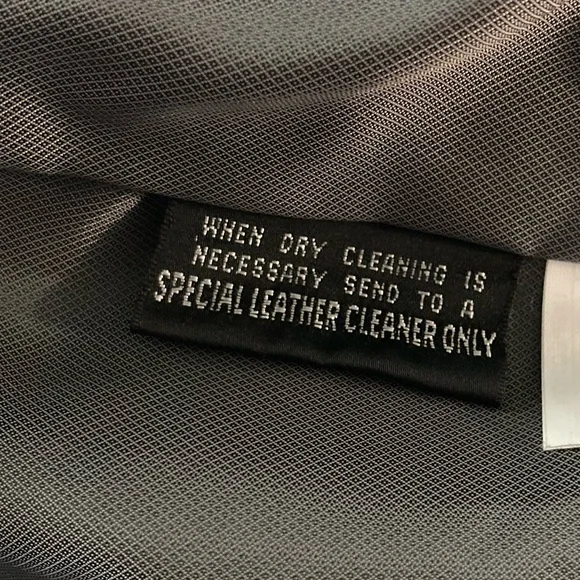 WHEN DRY CLEANING IS
NECESSARY SEND TO A
SPECIAL LEATHER CLEANER ONLY